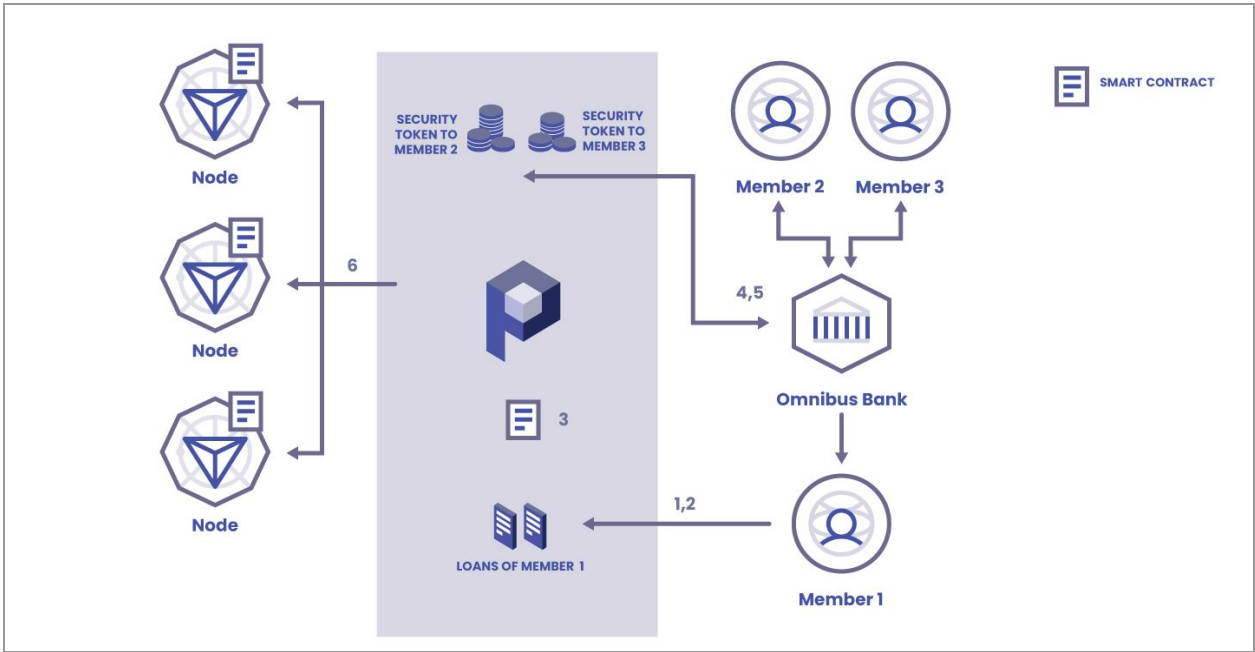 SECURITY
TOKEN TO
MEMBER 2
SECURITY
TOKEN TO
MEMBER 3
SMART CONTRACT
Node
Member 2
Member 3
6
4,5
Node
Omnibus Bank
3
1,2
Node
LOANS OF MEMBER 1
Member 1